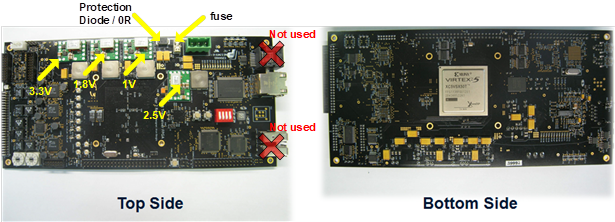 Protection
Diode / 0R
fuse
Not used
3.3V
1.8V
1V
2.5V
Not used
XILINX
VIRTEX-5
Top Side
Bottom Side